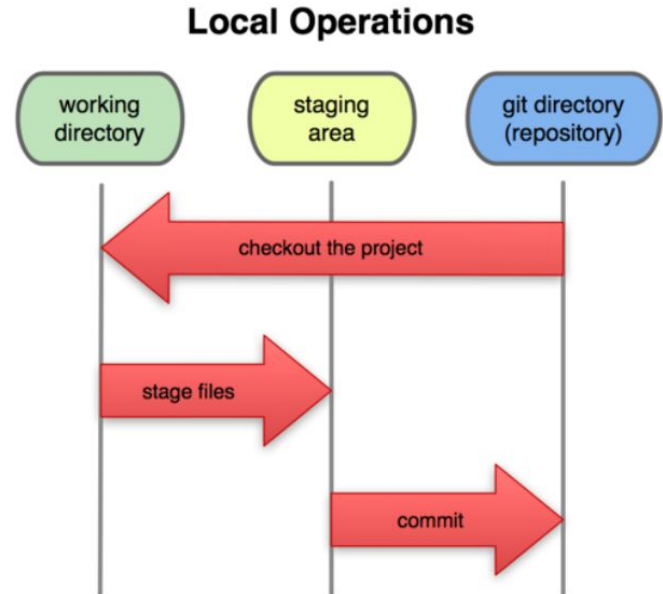 Local Operations
working
directory
staging
area
git directory
(repository)
checkout the project
stage files
commit